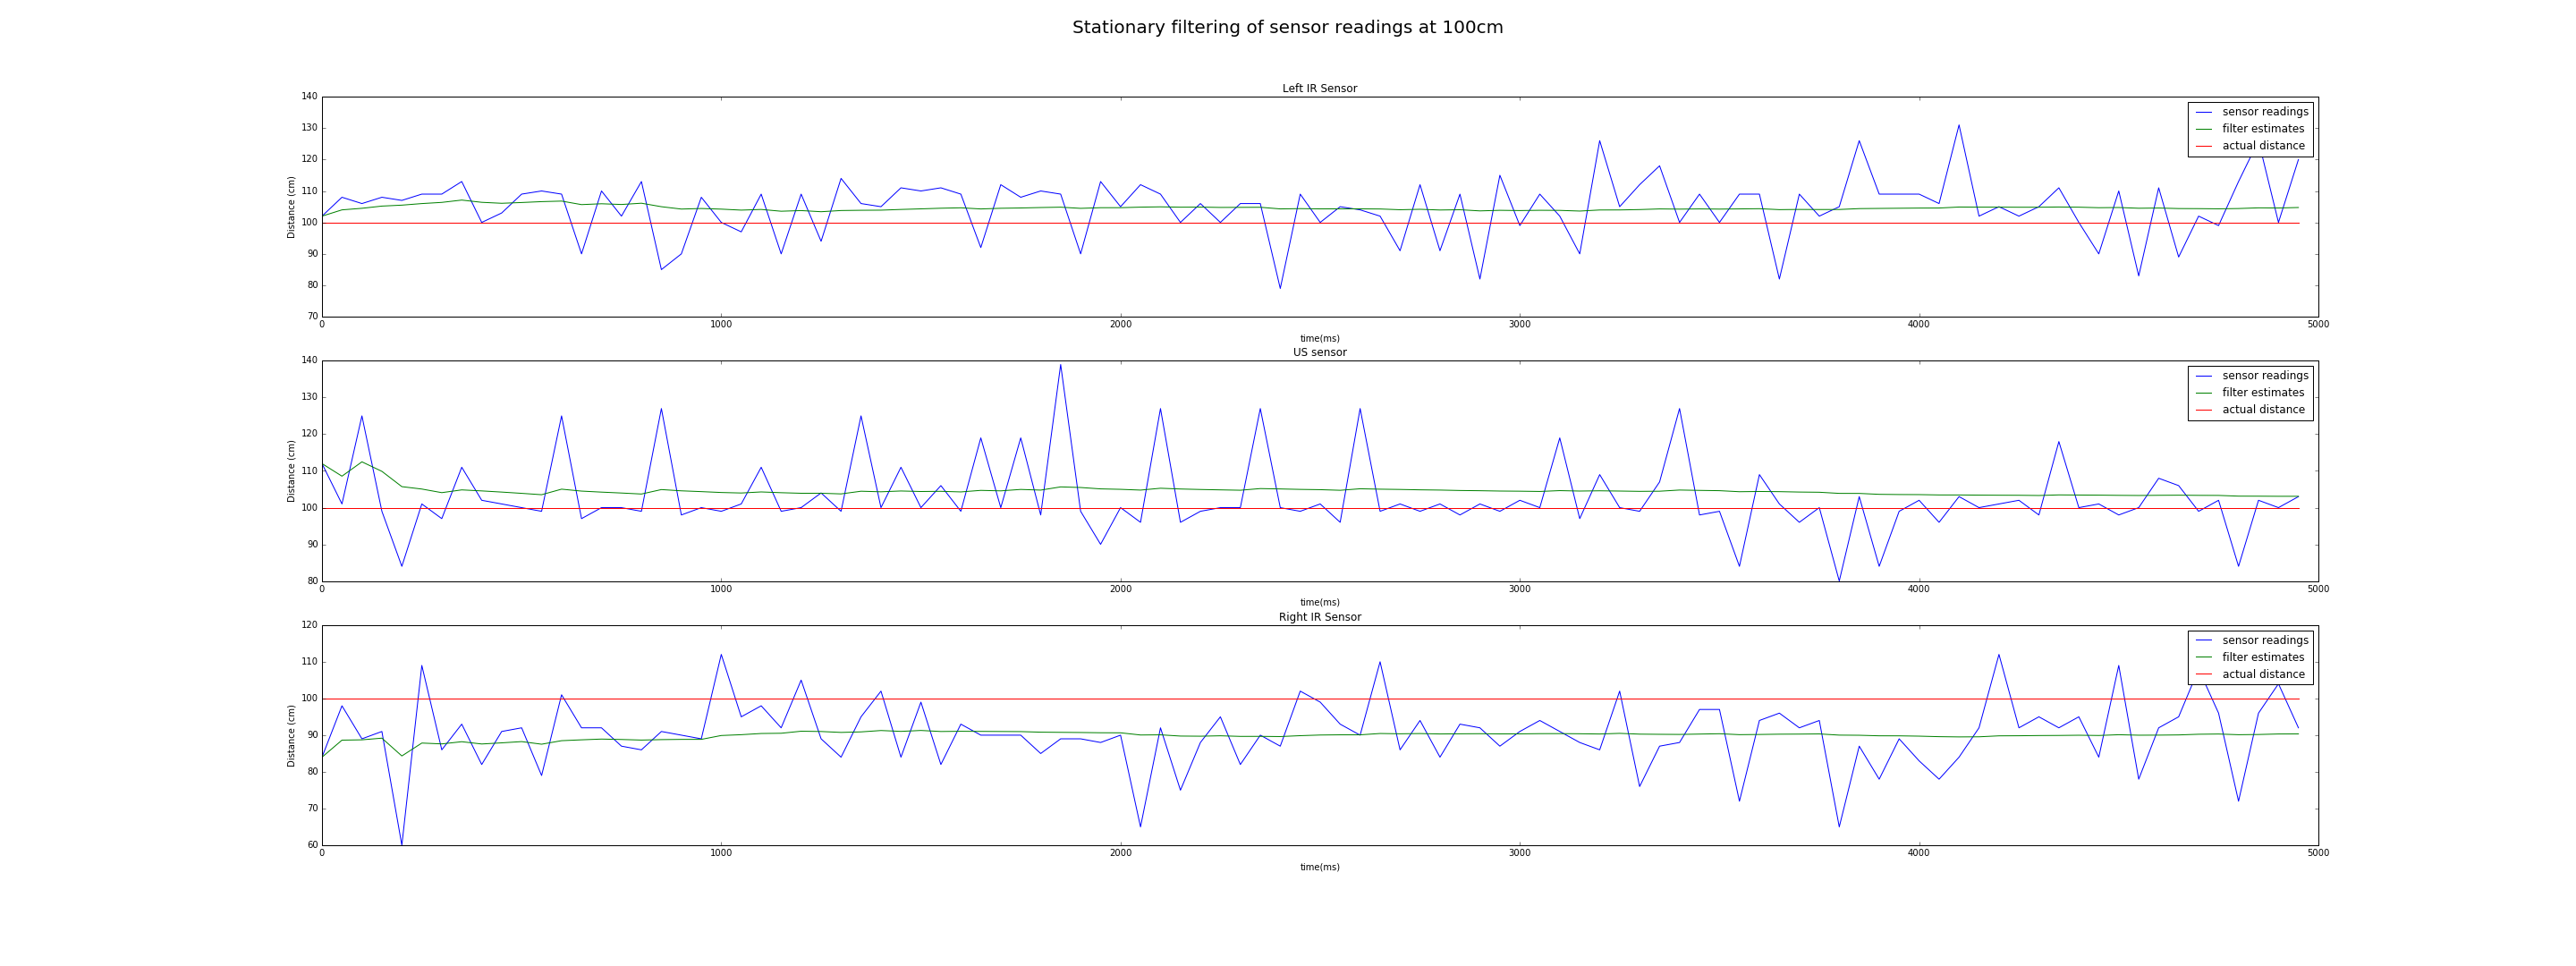 Stationary filtering of sensor readings at 100cm
Left IR Sensor
140
130
120
110
100
90
80
70
Distance (cm)
sensor readings
filter estimates
actual distance
0 1000 2000 3000 4000 5000
time(ms)
US sensor
140
130
120
110
100
90
80
Distance (cm)
sensor readings
filter estimates
actual distance
0 1000 2000 3000 4000 5000
time(ms)
Right IR Sensor
120
110
100
90
80
70
60
Distance (cm)
sensor readings
filter estimates
actual distance
0 1000 2000 3000 4000 5000
time(ms)